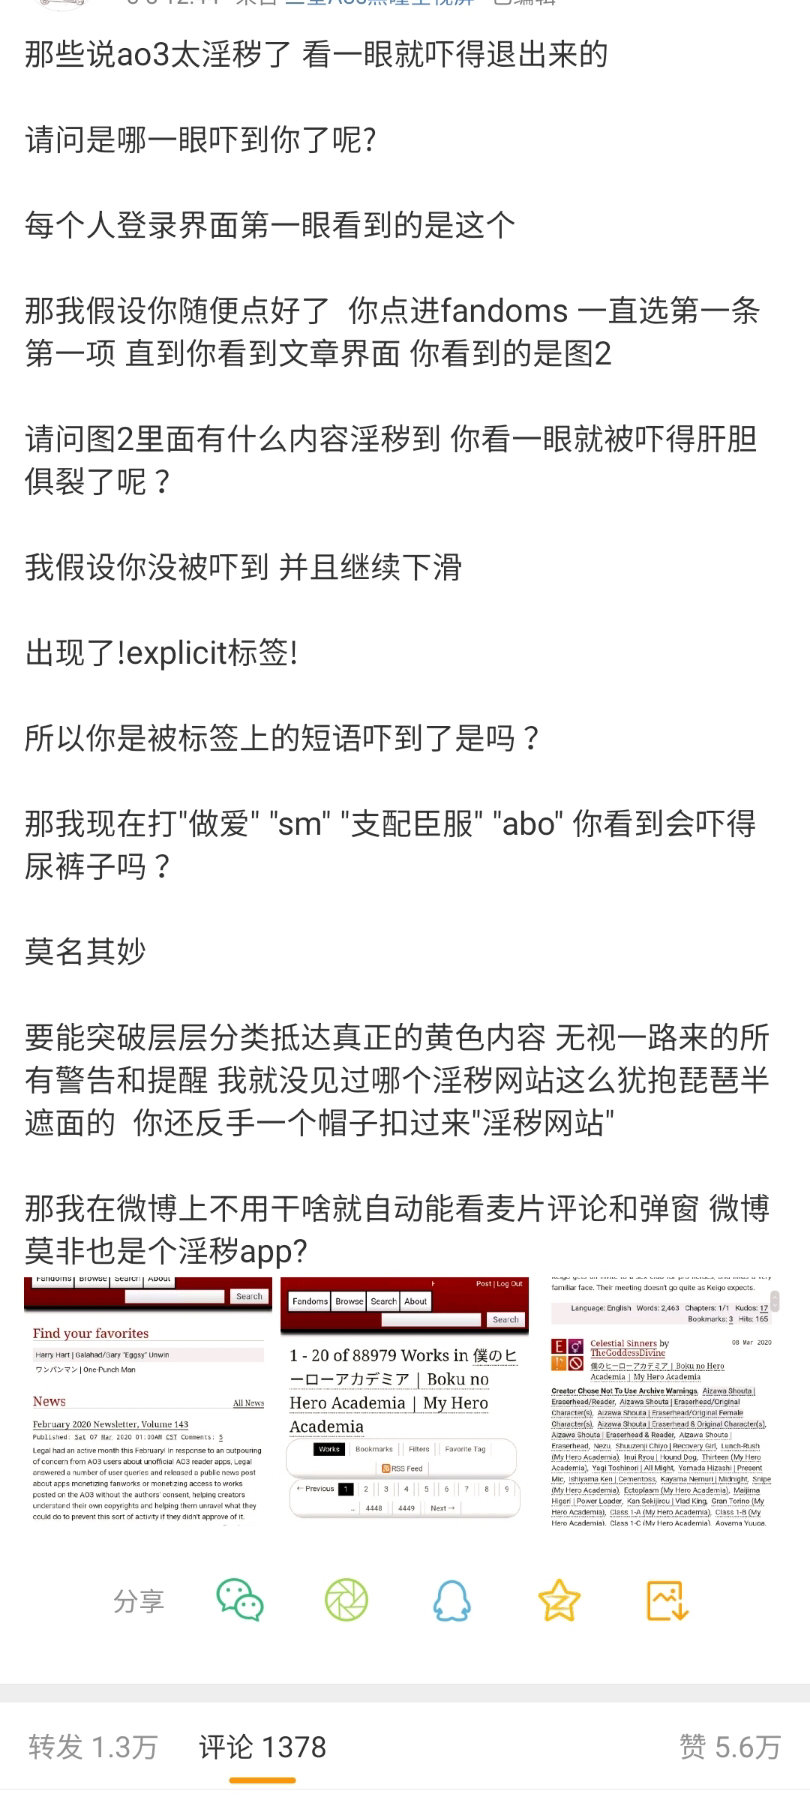 已编辑
那些说ao3太淫秽了 看一眼就吓得退出来的
请问是哪一眼吓到你了呢?
每个人登录界面第一眼看到的是这个
那我假设你随便点好了 你点进fandoms 一直选第一条
第一项 直到你看到文章界面 你看到的是图2
请问图2里面有什么内容淫秽到 你看一眼就被吓得肝胆
俱裂了呢？
我假设你没被吓到 并且继续下滑
出现了!explicit标签!
所以你是被标签上的短语吓到了是吗？
那我现在打"做爱" "sm" "支配臣服" "abo" 你看到会吓得
尿裤子吗？
莫名其妙
要能突破层层分类抵达真正的黄色内容 无视一路来的所
有警告和提醒 我就没见过哪个淫秽网站这么犹抱琵琶半
遮面的 你还反手一个帽子扣过来"淫秽网站"
那我在微博上不用干啥就自动能看麦片评论和弹窗 微博
莫非也是个淫秽app?
Fandoms Browse Search About
Search
Find your favorites
Harry Hart | Galahad/Gary "Eggsy" Unwin
ワンパンマン | One-Punch Man
News
All News
February 2020 Newsletter, Volume 143
Published: Sat 07 Mar 2020 01:00AM CST Comments: 5
Legal had an active month this February! In response to an outpouring
of concern from AO3 users about unofficial AO3 reader apps, Legal
answered a number of user queries and released a public news post
about apps monetizing fanworks or monetizing access to works
posted on the AO3 without the authors' consent, helping creators
understand their own copyrights and helping them unravel what they
could do to prevent this sort of activity if they didn't approve of it.
Post | Log Out
Fandoms Browse Search About
Search
1 - 20 of 88979 Works in 僕のヒ
ーローアカデミア | Boku no
Hero Academia | My Hero
Academia
Works Bookmarks Filters Favorite Tag
RSS Feed
← Previous 1 2 3 4 5 6 7 8 9
… 4448 4449 Next →
familiar face. Their meeting doesn't go quite as Keigo expects.
Language: English Words: 2,463 Chapters: 1/1 Kudos: 17
Bookmarks: 3 Hits: 165
Celestial Sinners by
TheGoddessDivine
08 Mar 2020
僕のヒーローアカデミア | Boku no Hero
Academia | My Hero Academia
Creator Chose Not To Use Archive Warnings, Aizawa Shouta |
Eraserhead/Reader, Aizawa Shouta | Eraserhead/Original
Character(s), Aizawa Shouta | Eraserhead/Original Female
Character(s), Aizawa Shouta | Eraserhead & Original Character(s),
Aizawa Shouta | Eraserhead & Reader, Aizawa Shouta |
Eraserhead, Nezu, Shuuzenji Chiyo | Recovery Girl, Lunch-Rush
(My Hero Academia), Inui Ryou | Hound Dog, Thirteen (My Hero
Academia), Yagi Toshinori | All Might, Yamada Hizashi | Present
Mic, Ishiyama Ken | Cementoss, Kayama Nemuri | Midnight, Snipe
(My Hero Academia), Ectoplasm (My Hero Academia), Maijima
Higari | Power Loader, Kan Sekijirou | Vlad King, Gran Torino (My
Hero Academia), Class 1-A (My Hero Academia), Class 1-B (My
Hero Academia), Class 1-C (My Hero Academia), Aoyama Yuuga,
分享
转发 1.3万 评论 1378 赞 5.6万